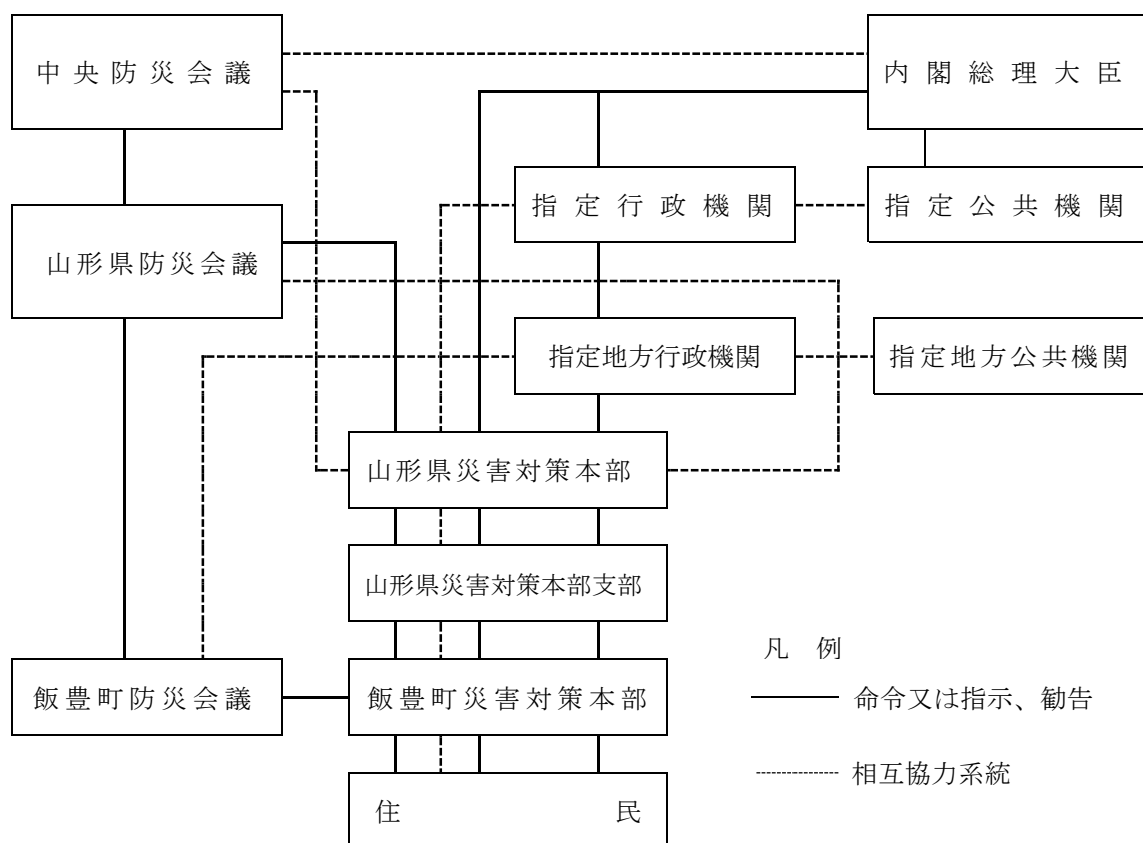 中央防災会議
内閣総理大臣
指定行政機関
指定公共機関
山形県防災会議
指定地方行政機関
指定地方公共機関
山形県災害対策本部
山形県災害対策本部支部
凡　例
飯豊町防災会議
飯豊町災害対策本部
命令又は指示、勧告
相互協力系統
住　民